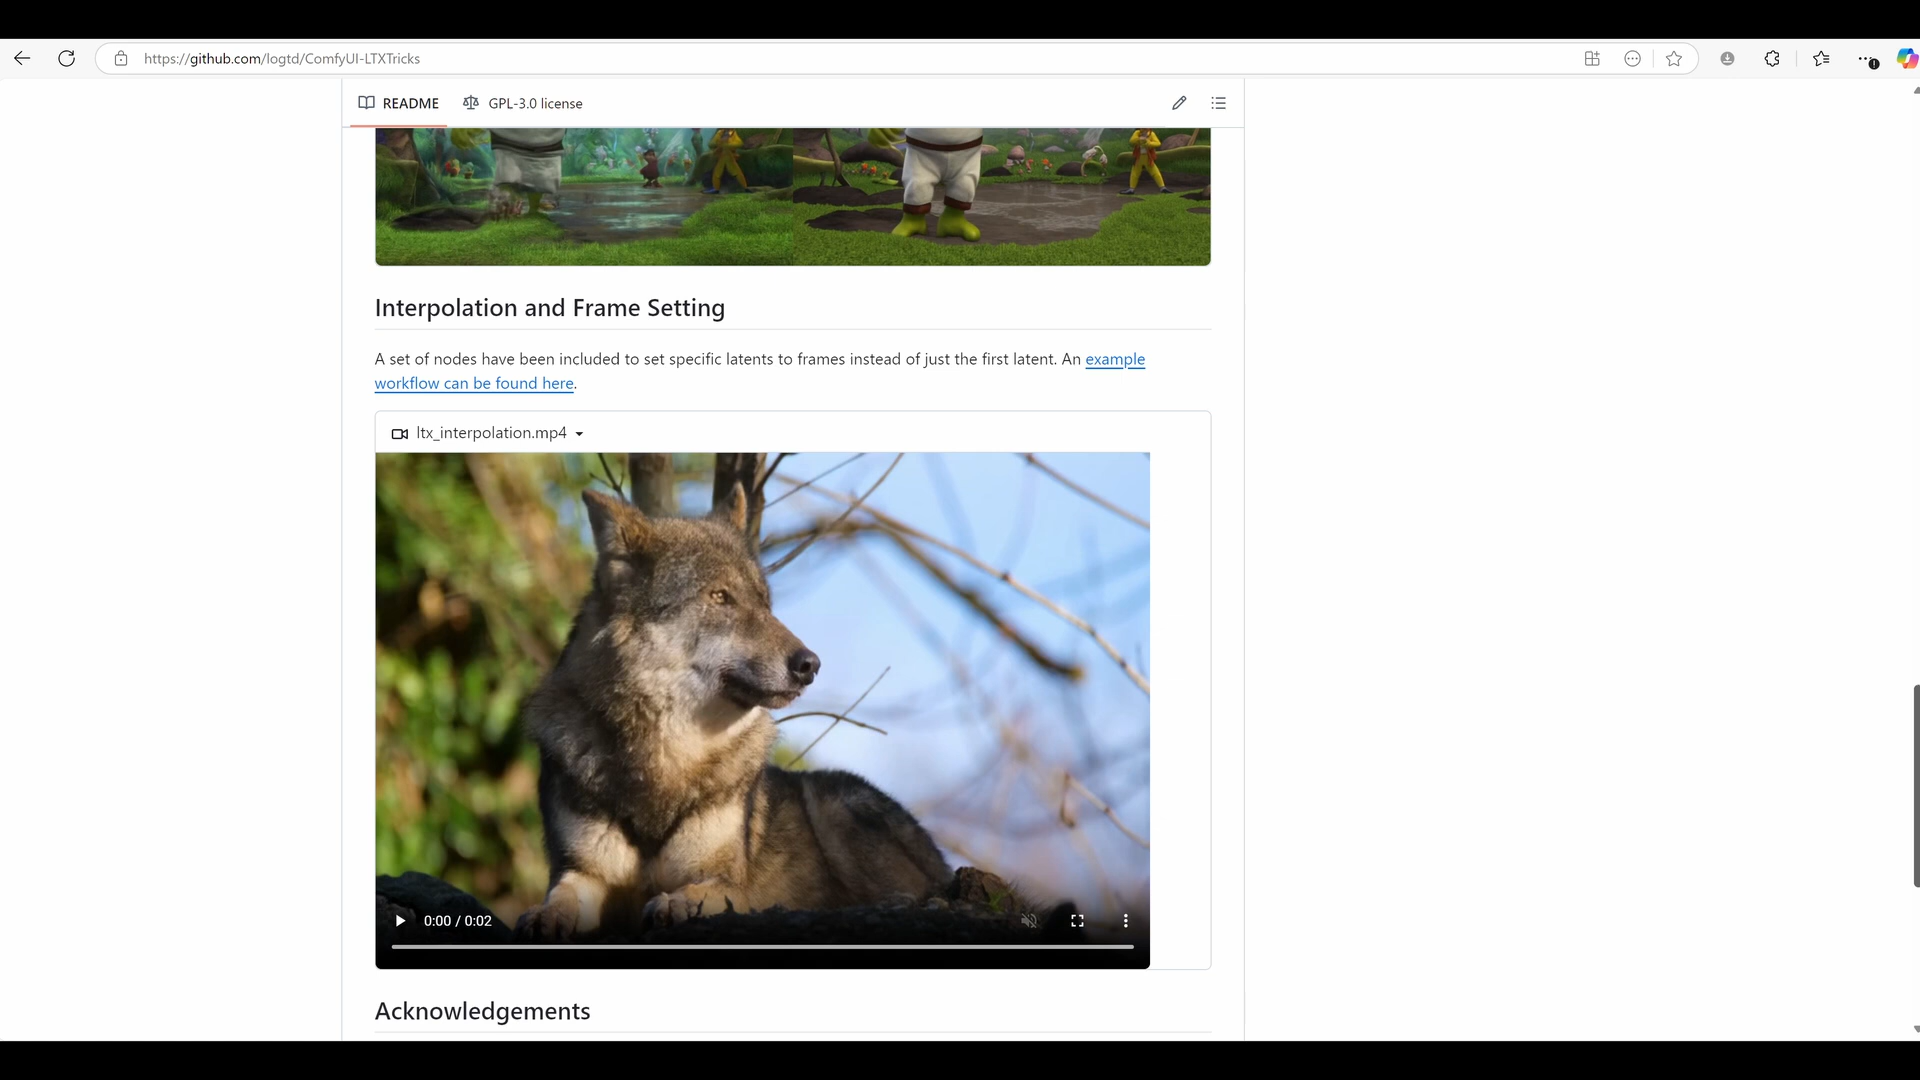 https://github.com/logtd/ComfyUI-LTXTricks
README
GPL-3.0 license
Interpolation and Frame Setting
A set of nodes have been included to set specific latents to frames instead of just the first latent. An example
workflow can be found here.
ltx_interpolation.mp4
0:00 / 0:02
Acknowledgements